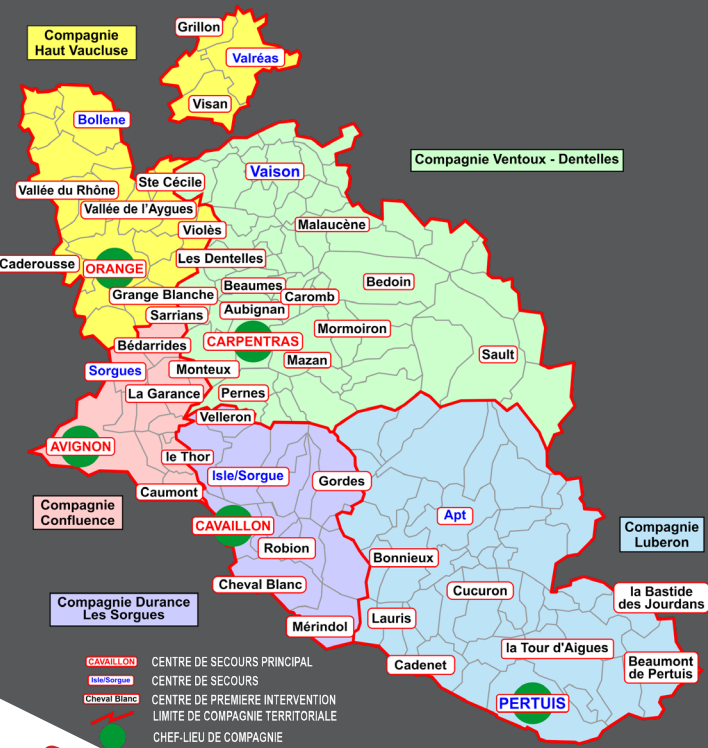 Compagnie
Haut Vaucluse
Grillon
Valréas
Visan
Bollene
Compagnie Ventoux - Dentelles
Vaison
Ste Cécile
Vallée du Rhône
Vallée de l'Aygues
Malaucène
Violès
Caderousse
ORANGE
Les Dentelles
Bedoin
Beaumes
Grange Blanche
Caromb
Aubignan
Sarrians
Mormoiron
CARPENTRAS
Bédarrides
Mazan
Sault
Sorgues
Monteux
La Garance
Pernes
Velleron
AVIGNON
le Thor
Isle/Sorgue
Gordes
Caumont
Compagnie
Confluence
Apt
CAVAILLON
Compagnie
Luberon
Robion
Bonnieux
Cheval Blanc
Cucuron
la Bastide
des Jourdans
Compagnie Durance
Les Sorgues
Mérindol
Lauris
la Tour d'Aigues
Cadenet
Beaumont
de Pertuis
PERTUIS
CAVAILLON CENTRE DE SECOURS PRINCIPAL
Isle/Sorgue CENTRE DE SECOURS
Cheval Blanc CENTRE DE PREMIERE INTERVENTION
LIMITE DE COMPAGNIE TERRITORIALE
CHEF-LIEU DE COMPAGNIE